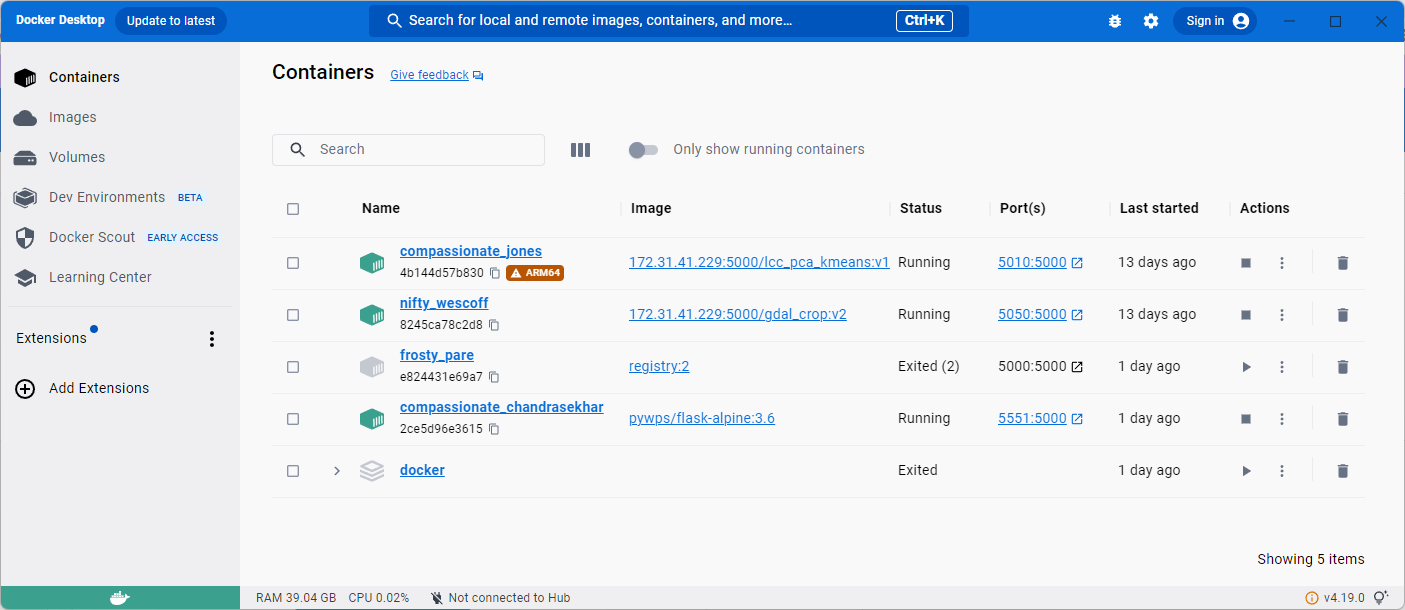 Docker Desktop Update to latest Search for local and remote images, containers, and more... Ctrl+K Sign in
Containers
Images
Volumes
Dev Environments BETA
Docker Scout EARLY ACCESS
Learning Center
Extensions
Add Extensions
Containers Give feedback
Search Only show running containers
Name Image Status Port(s) Last started Actions
compassionate_jones
4b144d57b830 ARM64
172.31.41.229:5000/lcc_pca_kmeans:v1 Running 5010:5000 13 days ago
nifty_wescoff
8245ca78c2d8
172.31.41.229:5000/gdal_crop:v2 Running 5050:5000 13 days ago
frosty_pare
e824431e69a7
registry:2 Exited (2) 5000:5000 1 day ago
compassionate_chandrasekhar
2ce5d96e3615
pywps/flask-alpine:3.6 Running 5551:5000 1 day ago
docker Exited 1 day ago
Showing 5 items
RAM 39.04 GB CPU 0.02% Not connected to Hub v4.19.0